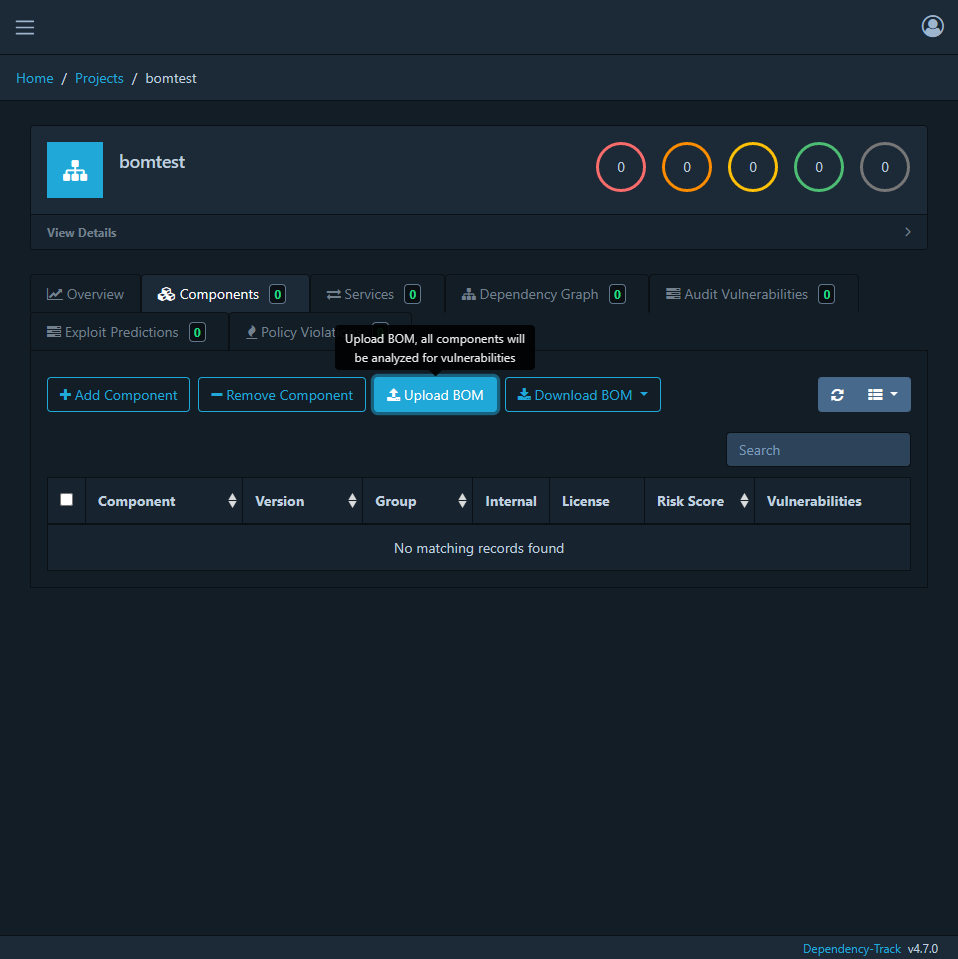 Home / Projects / bomtest
bomtest
0 0 0 0 0
View Details
Overview Components 0 Services 0 Dependency Graph 0 Audit Vulnerabilities 0
Exploit Predictions 0 Policy Violat
Upload BOM, all components will
be analyzed for vulnerabilities
Add Component Remove Component Upload BOM Download BOM
Search
Component Version Group Internal License Risk Score Vulnerabilities
No matching records found
Dependency-Track v4.7.0